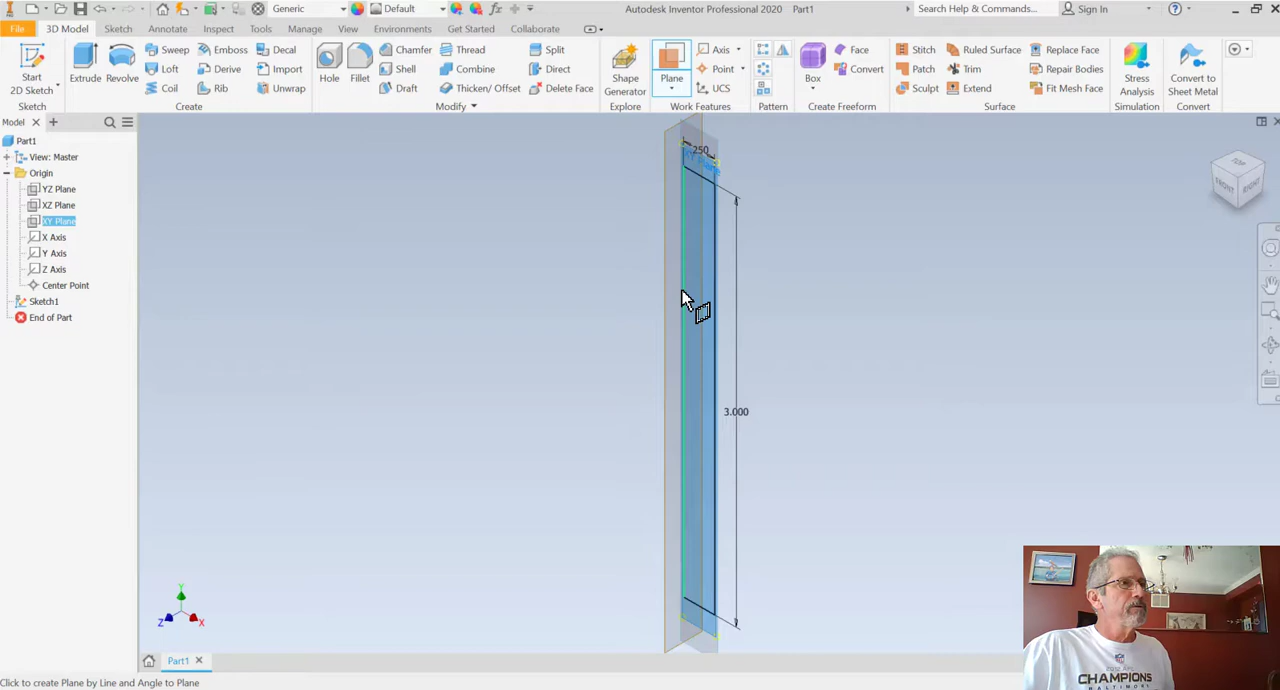 Generic
Default
Autodesk Inventor Professional 2020 Part1
Search Help & Commands...
Sign In
File 3D Model Sketch Annotate Inspect Tools Manage View Environments Get Started Collaborate
Start
2D Sketch
Sketch
Extrude
Revolve
Sweep
Loft
Coil
Emboss
Derive
Rib
Decal
Import
Unwrap
Create
Hole
Fillet
Chamfer
Shell
Draft
Thread
Combine
Thicken/ Offset
Split
Direct
Delete Face
Modify
Shape
Generator
Explore
Plane
Axis
Point
UCS
Work Features
Pattern
Box
Face
Convert
Create Freeform
Stitch
Patch
Sculpt
Ruled Surface
Trim
Extend
Replace Face
Repair Bodies
Fit Mesh Face
Surface
Stress
Analysis
Simulation
Convert to
Sheet Metal
Convert
Model
Part1
View: Master
Origin
YZ Plane
XZ Plane
XY Plane
X Axis
Y Axis
Z Axis
Center Point
Sketch1
End of Part
.250
XY Plane
3.000
TOP
FRONT
RIGHT
Y
Z
X
CHAMPIONS
BALTIMORE
Part1
Click to create Plane by Line and Angle to Plane